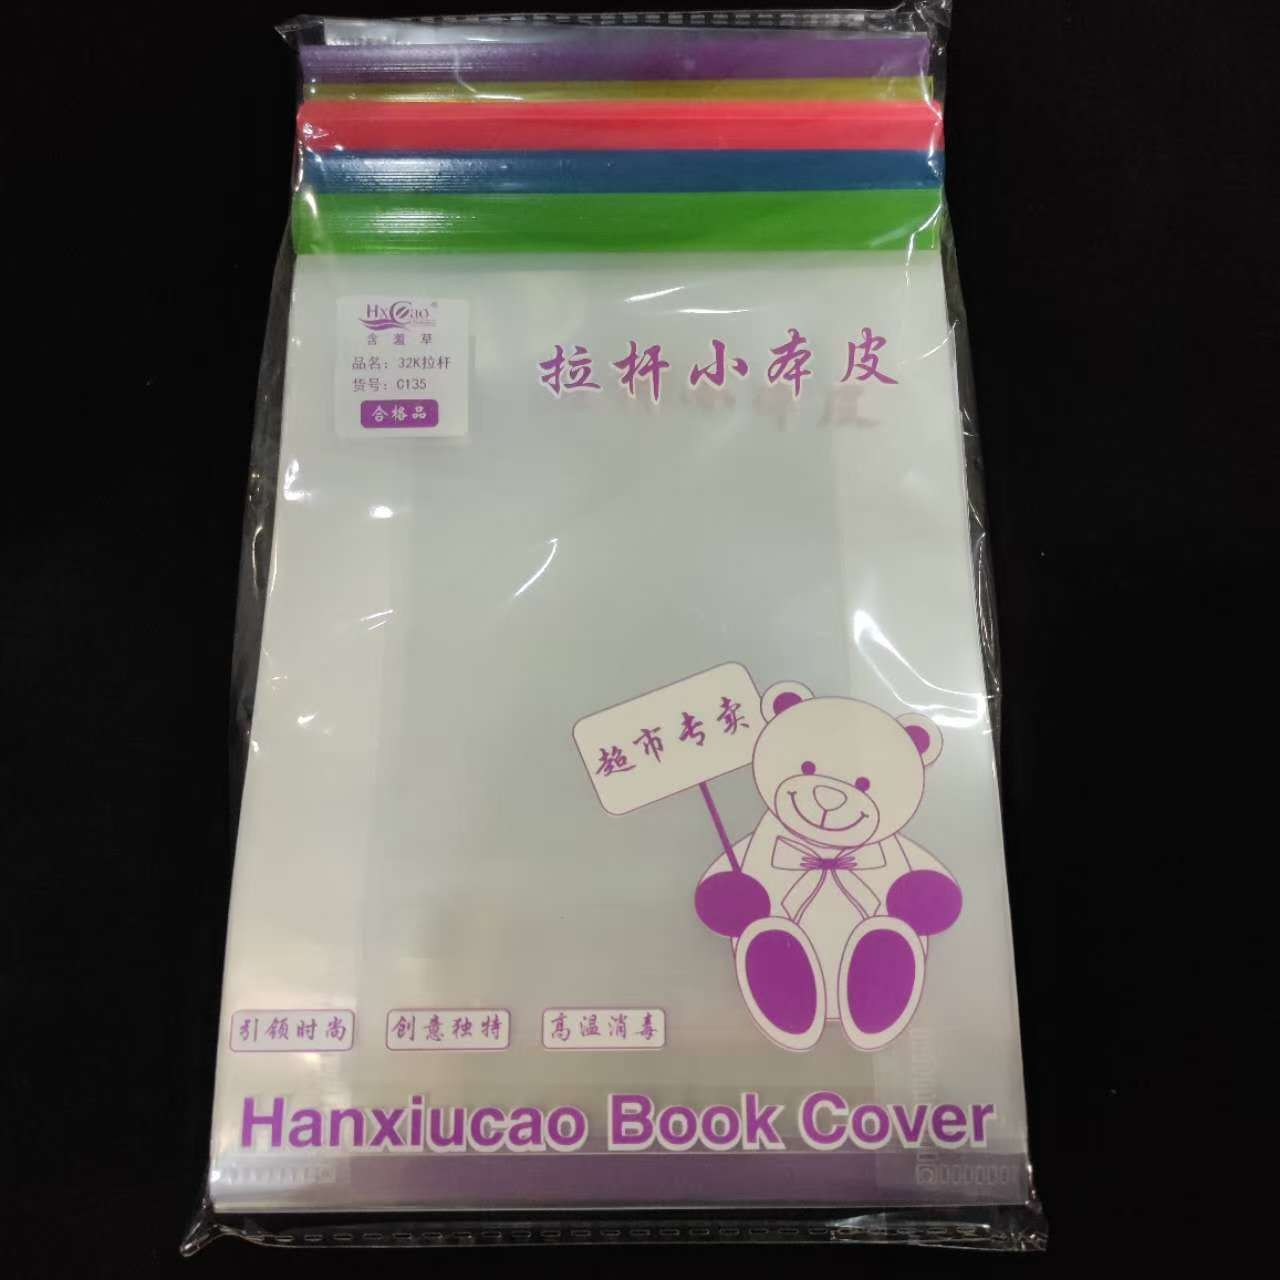 HxCao®
含羞草
品名：32K拉杆
货号：C135
合格品
拉杆小本皮
超市专卖
引领时尚 创意独特 高温消毒
Hanxiucao Book Cover